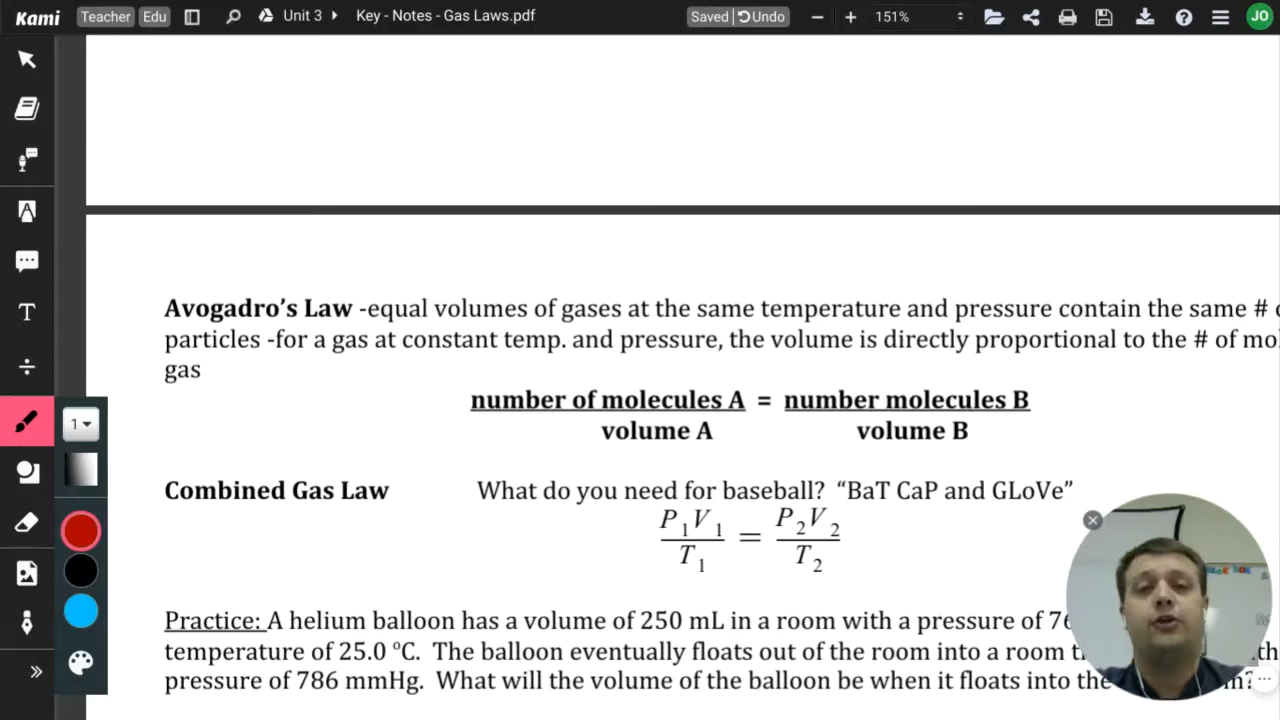 Kami Teacher Edu Unit 3 Key - Notes - Gas Laws.pdf Saved Undo 151% JO
Avogadro's Law -equal volumes of gases at the same temperature and pressure contain the same #
particles -for a gas at constant temp. and pressure, the volume is directly proportional to the # of
gas
number of molecules A = number molecules B
volume A volume B
Combined Gas Law What do you need for baseball? "BaT CaP and GLoVe"
P₁V₁ = P₂V₂
T₁ T₂
1
Practice: A helium balloon has a volume of 250 mL in a room with a pressure of
temperature of 25.0 °C. The balloon eventually floats out of the room into a room
pressure of 786 mmHg. What will the volume of the balloon be when it floats into the